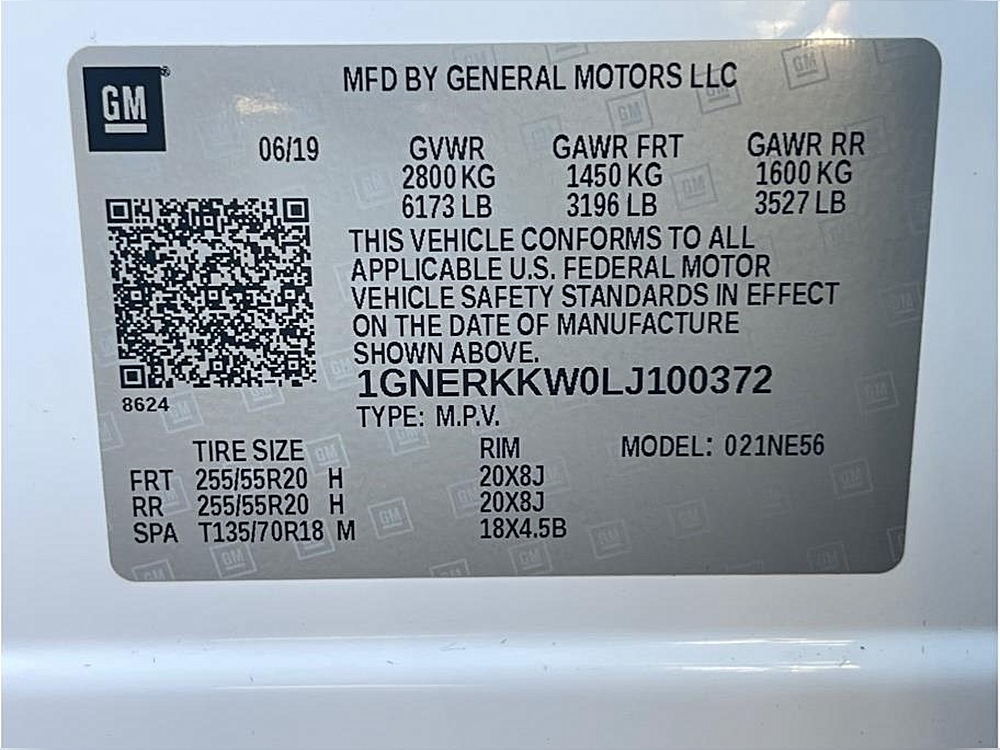 GM
MFD BY GENERAL MOTORS LLC
06/19 GVWR GAWR FRT GAWR RR
2800 KG 1450 KG 1600 KG
6173 LB 3196 LB 3527 LB
THIS VEHICLE CONFORMS TO ALL
APPLICABLE U.S. FEDERAL MOTOR
VEHICLE SAFETY STANDARDS IN EFFECT
ON THE DATE OF MANUFACTURE
SHOWN ABOVE.
1GNERKKW0LJ100372
8624
TYPE: M.P.V.
TIRE SIZE RIM MODEL: 021NE56
FRT 255/55R20 H 20X8J
RR 255/55R20 H 20X8J
SPA T135/70R18 M 18X4.5B